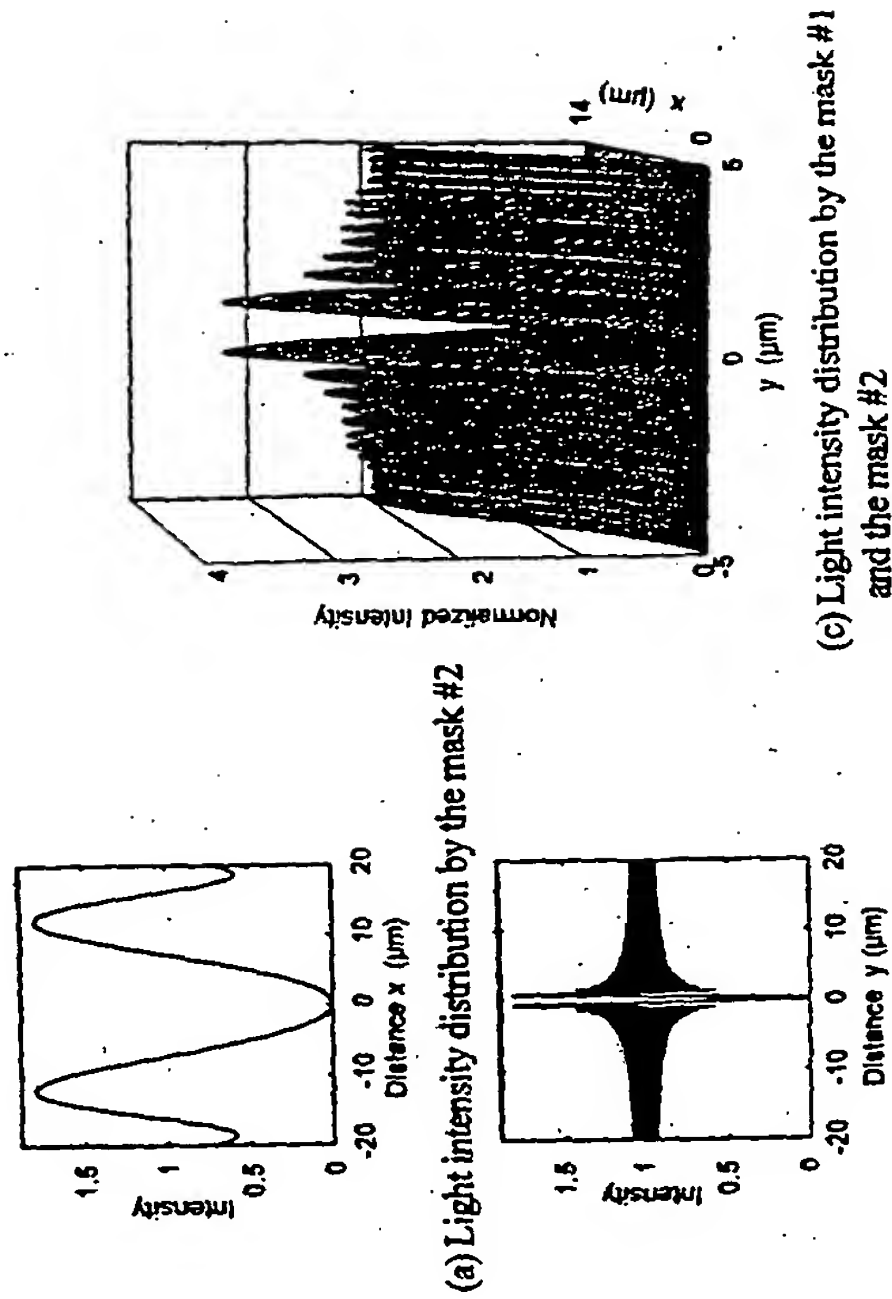 Intensity
1.5
1
0.5
0
-20 -10 0 10 20
Distance x (µm)
(a) Light intensity distribution by the mask #2
Intensity
1.5
1
0.5
0
-20 -10 0 10 20
Distance y (µm)
Normalized Intensity
4
3
2
1
0
-5 0 5
y (µm)
0 14
x (µm)
(c) Light intensity distribution by the mask #1
and the mask #2